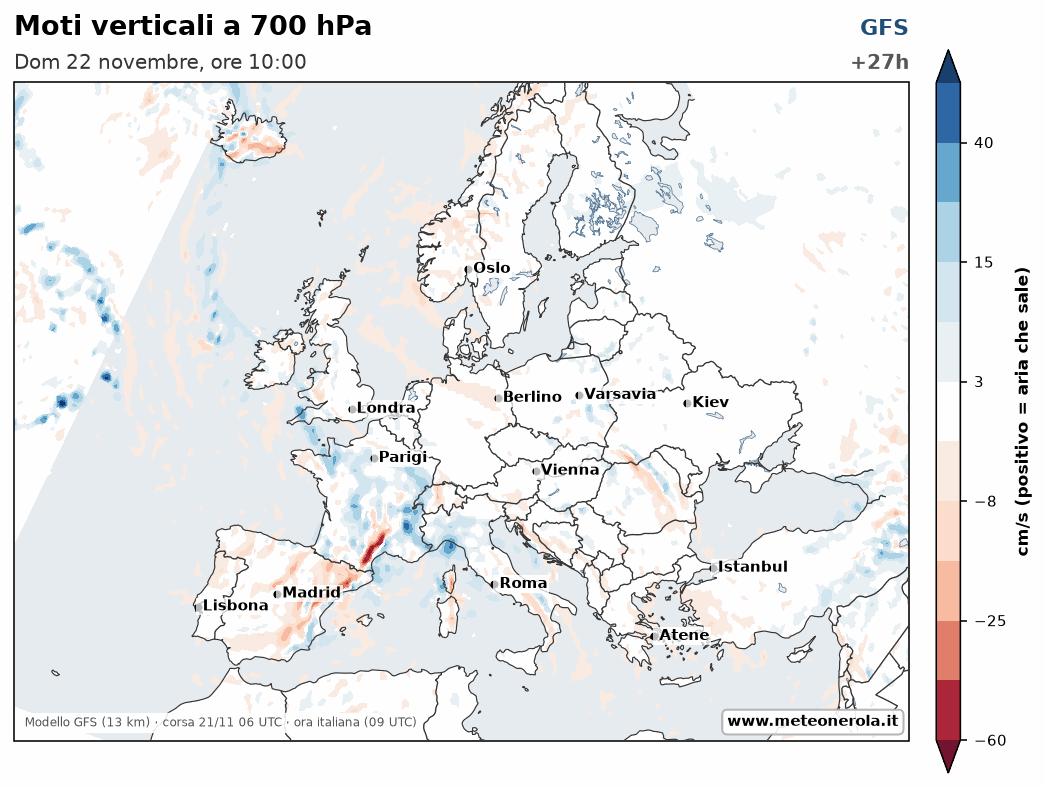 Moti verticali a 700 hPa
GFS
Dom 22 novembre, ore 10:00
+27h
40
15
3
−8
−25
−60
cm/s (positivo = aria che sale)
Oslo
Londra
Berlino
Varsavia
Kiev
Parigi
Vienna
Istanbul
Roma
Madrid
Lisbona
Atene
Modello GFS (13 km) · corsa 21/11 06 UTC · ora italiana (09 UTC)
www.meteonerola.it